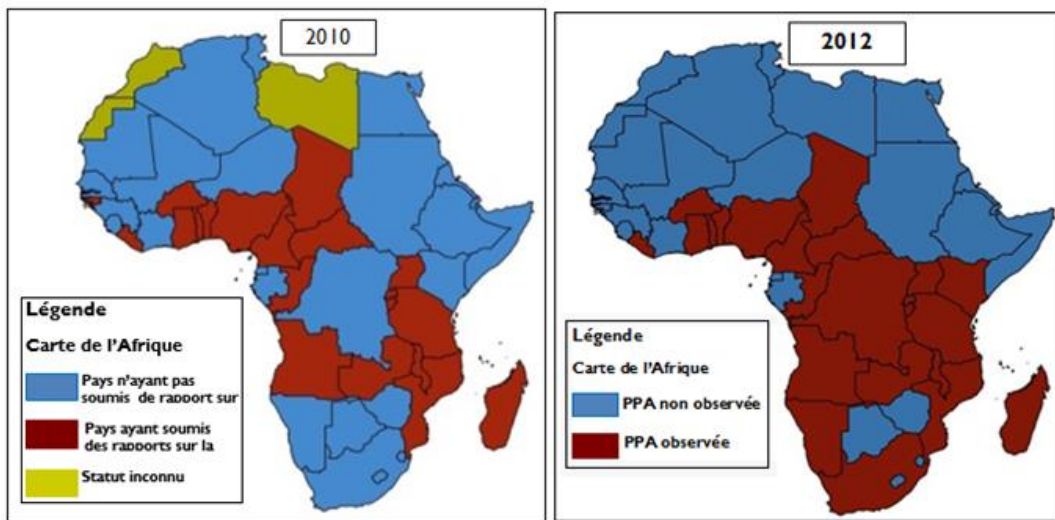 2010
Légende
Carte de l'Afrique
Pays n'ayant pas
soumis de rapport sur
Pays ayant soumis
des rapports sur la
Statut inconnu
2012
Légende
Carte de l'Afrique
PPA non observée
PPA observée